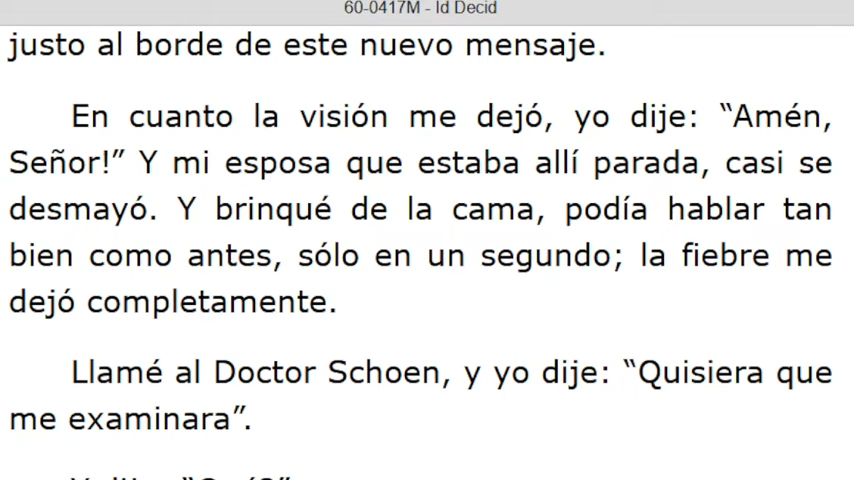 60-0417M - Id Decid
justo al borde de este nuevo mensaje.
En cuanto la visión me dejó, yo dije: “Amén,
Señor!” Y mi esposa que estaba allí parada, casi se
desmayó. Y brinqué de la cama, podía hablar tan
bien como antes, sólo en un segundo; la fiebre me
dejó completamente.
Llamé al Doctor Schoen, y yo dije: “Quisiera que
me examinara”.